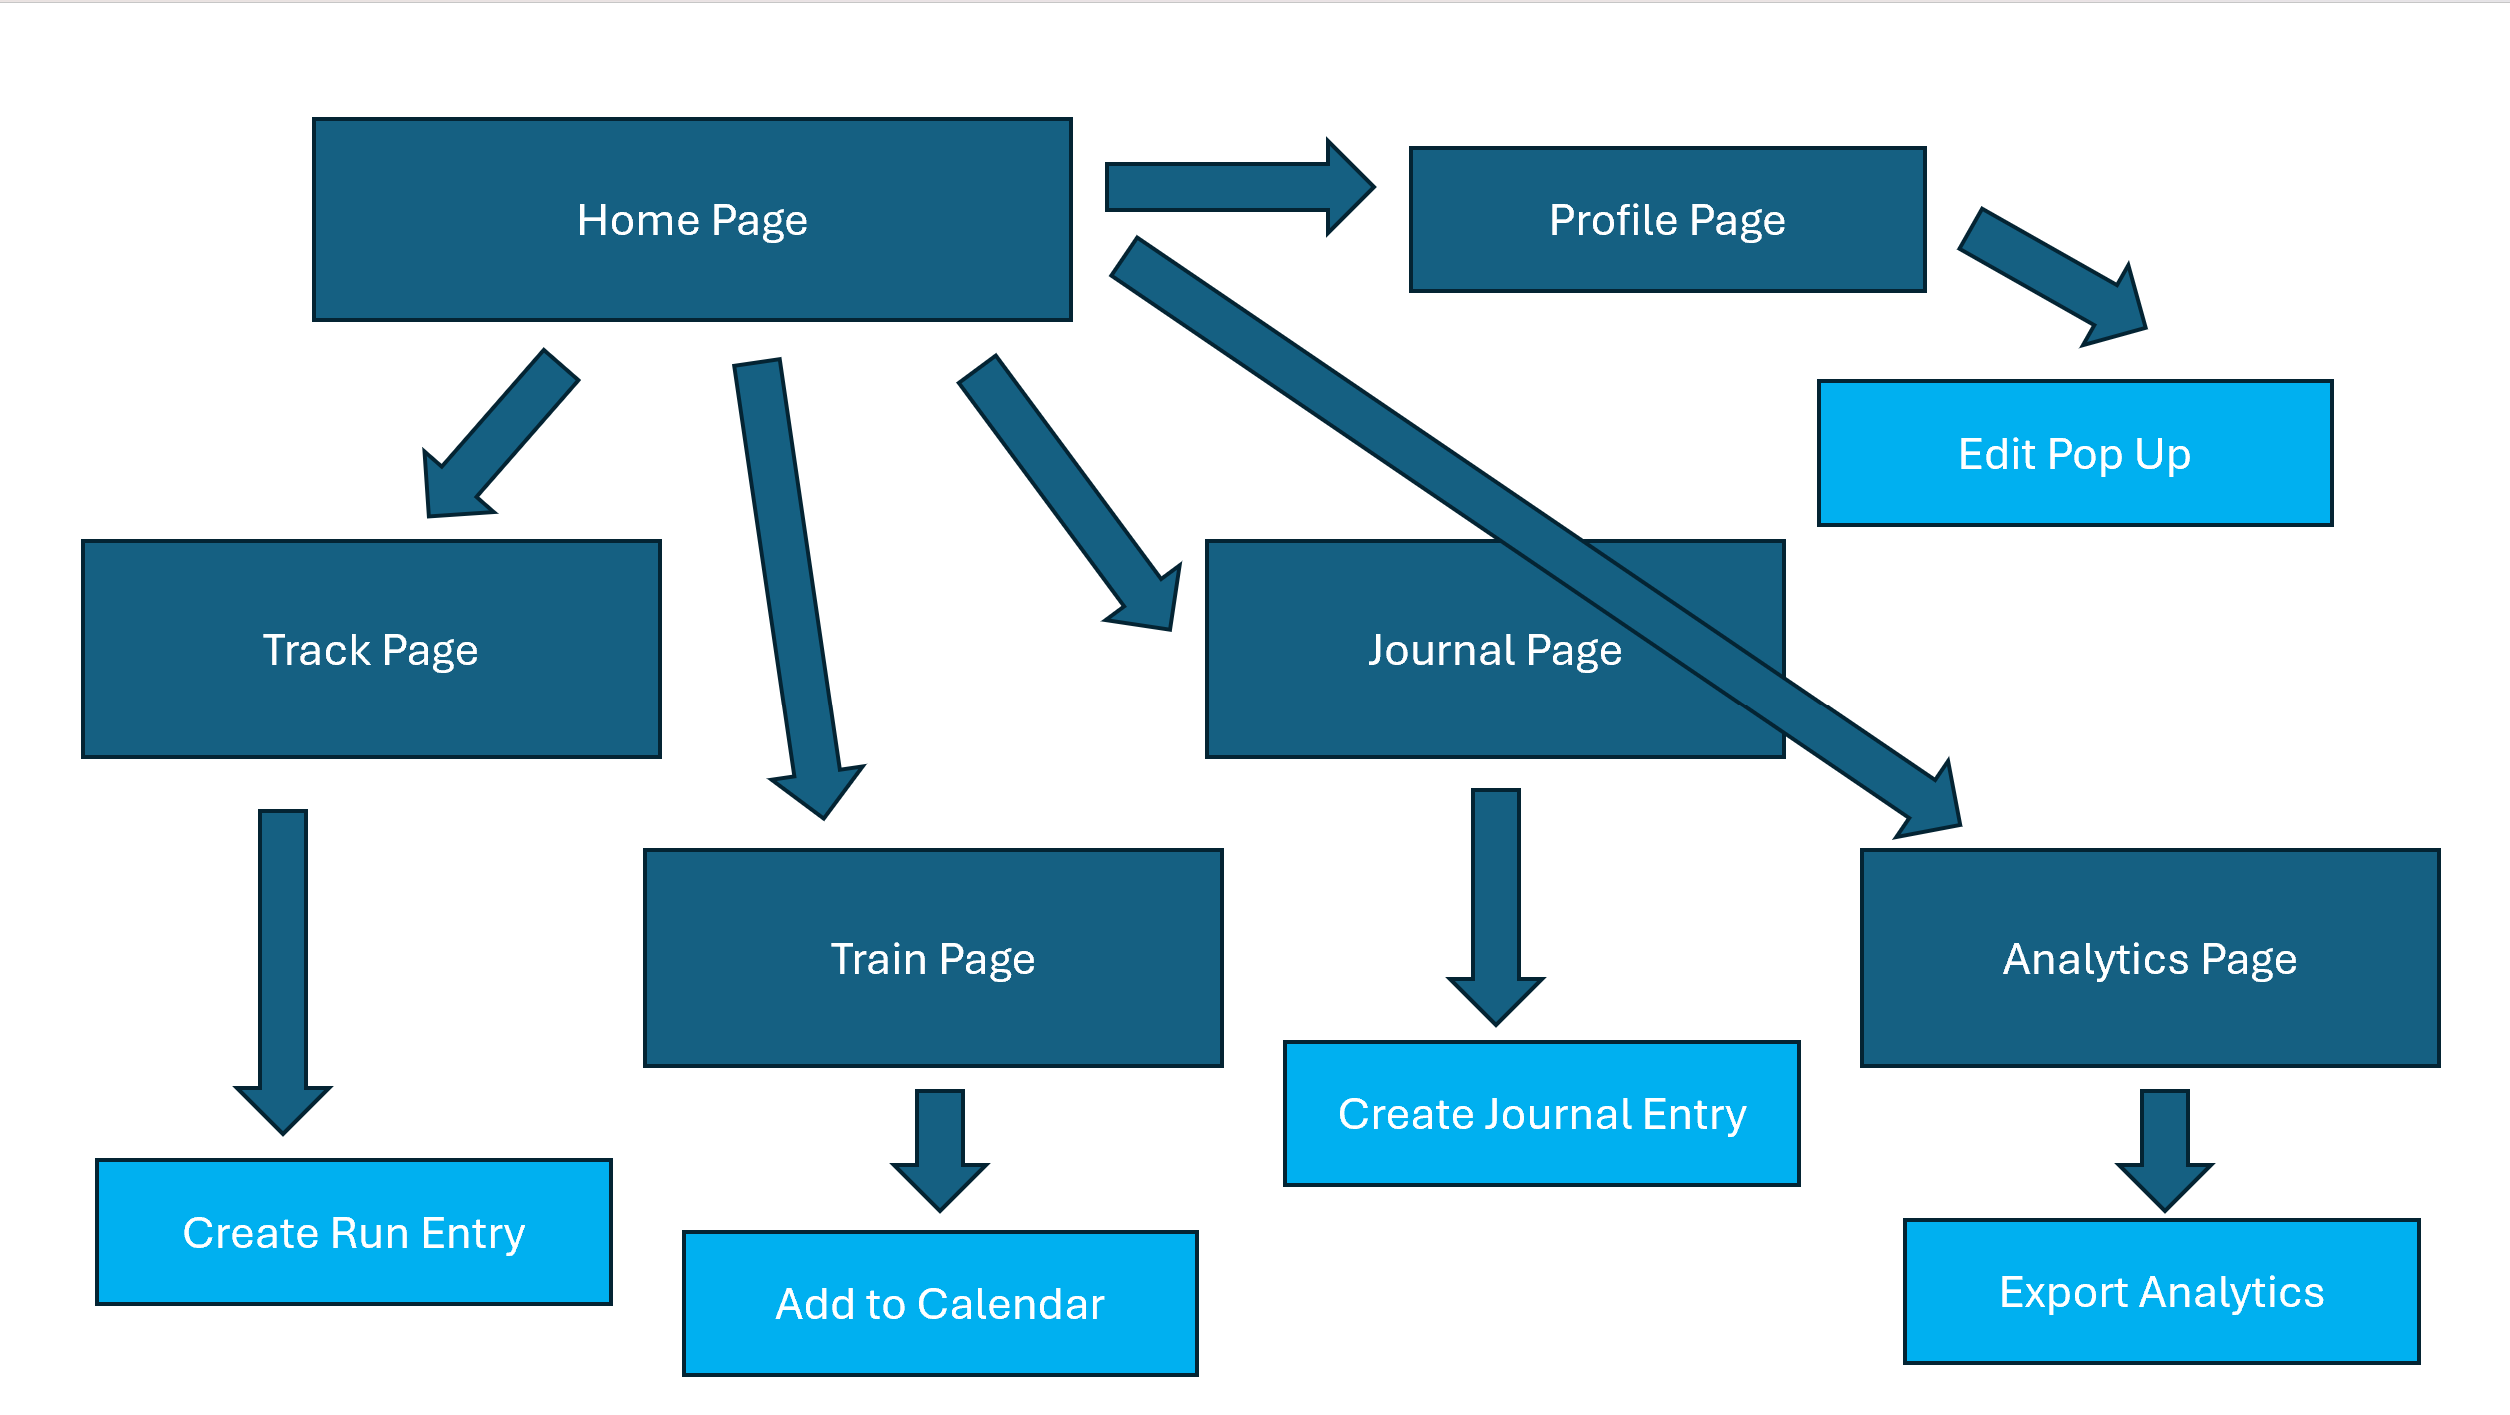 Home Page
Profile Page
Edit Pop Up
Track Page
Journal Page
Train Page
Analytics Page
Create Journal Entry
Create Run Entry
Add to Calendar
Export Analytics